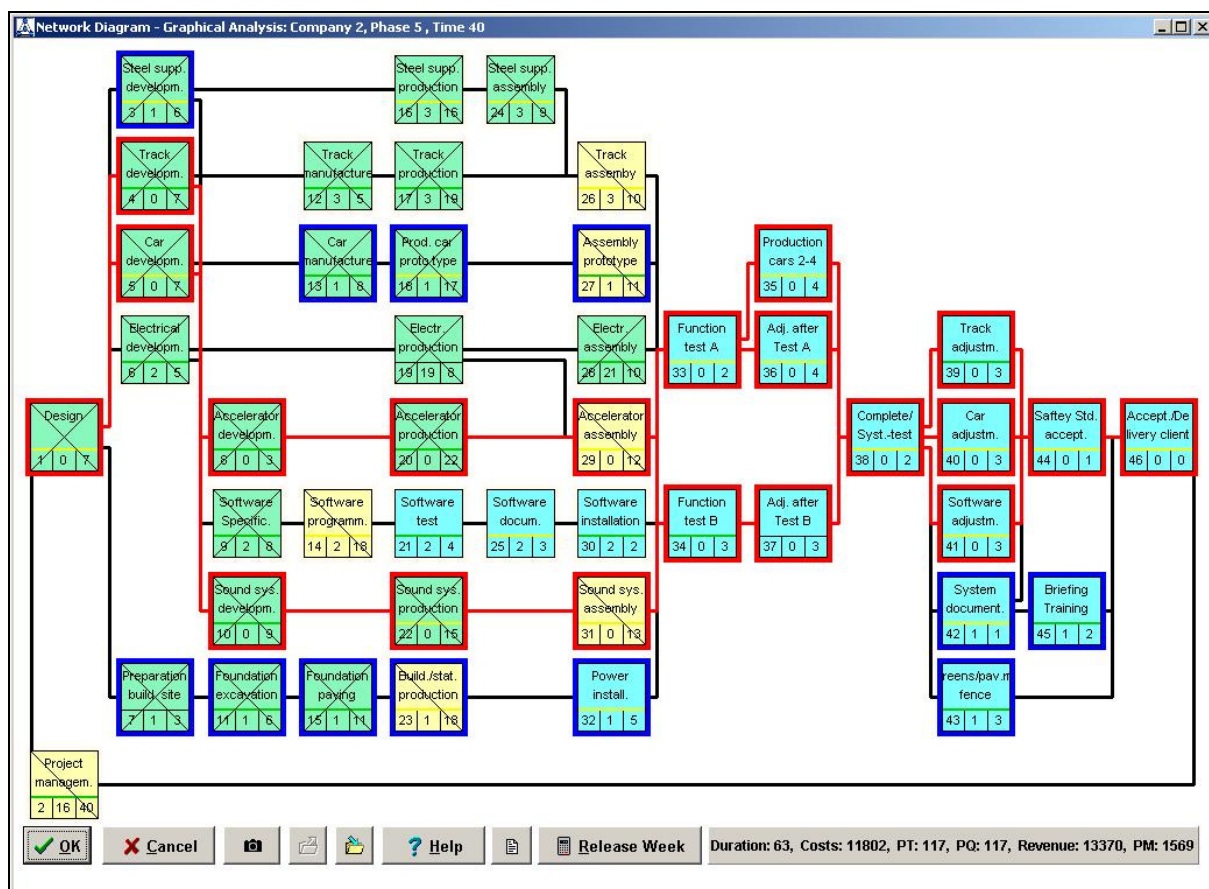 Network Diagram - Graphical Analysis: Company 2, Phase 5 , Time 40
Steel supp.
developm.
3 1 6
Steel supp.
production
16 3 16
Steel supp.
assembly
24 3 9
Track
developm.
4 0 7
Track
manufacture
12 3 5
Track
production
17 3 19
Track
assemby
26 3 10
Car
developm.
5 0 7
Car
manufacture
13 1 8
Prod. car
proto.type
18 1 17
Assembly
prototype
27 1 11
Production
cars 2-4
35 0 4
Electrical
developm.
6 2 5
Electr.
production
19 19 8
Electr.
assembly
28 21 10
Function
test A
33 0 2
Adj. after
Test A
36 0 4
Track
adjustm.
39 0 3
Design
1 0 7
Accelerator
developm.
8 0 3
Accelerator
production
20 0 22
Accelerator
assembly
29 0 12
Complete/
Syst.-test
38 0 2
Car
adjustm.
40 0 3
Saftey Std.
accept.
44 0 1
Accept./De
livery client
46 0 0
Software
Specific.
9 2 8
Software
programm.
14 2 18
Software
test
21 2 4
Software
docum.
25 2 3
Software
installation
30 2 2
Function
test B
34 0 3
Adj. after
Test B
37 0 3
Software
adjustm.
41 0 3
Sound sys.
developm.
10 0 9
Sound sys.
production
22 0 15
Sound sys.
assembly
31 0 13
System
document.
42 1 1
Briefing
Training
45 1 2
Preparation
build. site
7 1 3
Foundation
excavation
11 1 6
Foundation
paving
15 1 11
Build./stat.
production
23 1 18
Power
install.
32 1 5
reens/pav.m
fence
43 1 3
Project
managem.
2 16 40
OK
Cancel
Help
Release Week
Duration: 63, Costs: 11802, PT: 117, PQ: 117, Revenue: 13370, PM: 1569